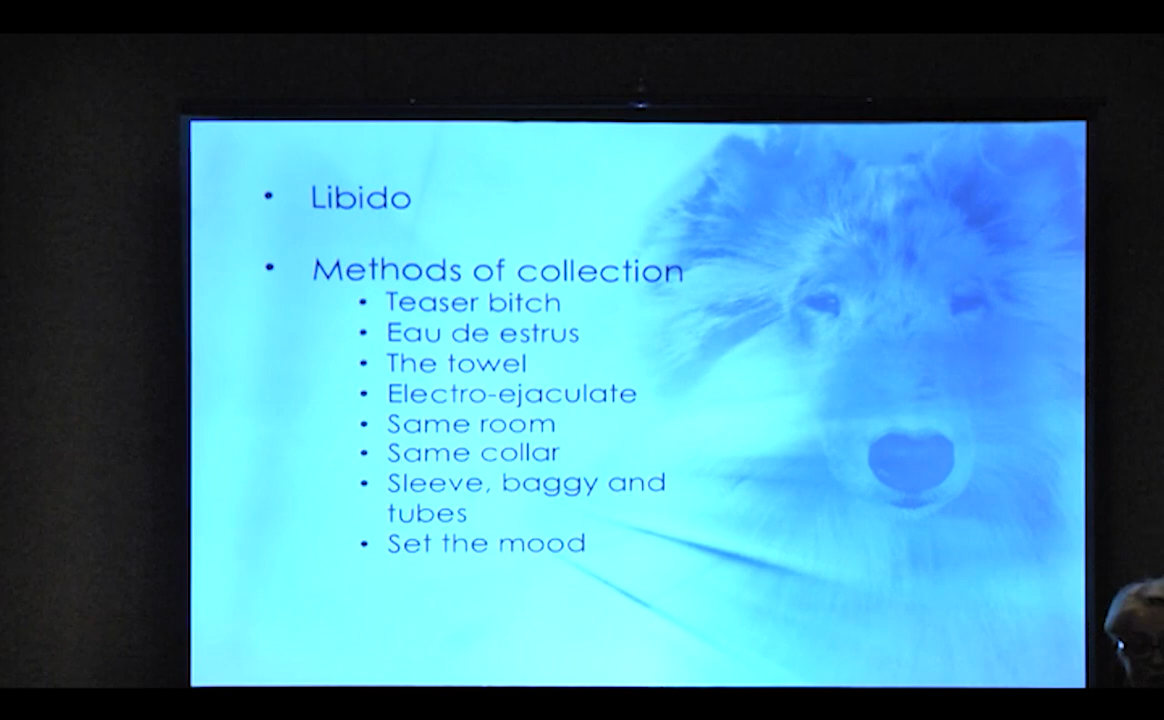 • Libido
• Methods of collection
• Teaser bitch
• Eau de estrus
• The towel
• Electro-ejaculate
• Same room
• Same collar
• Sleeve, baggy and
tubes
• Set the mood